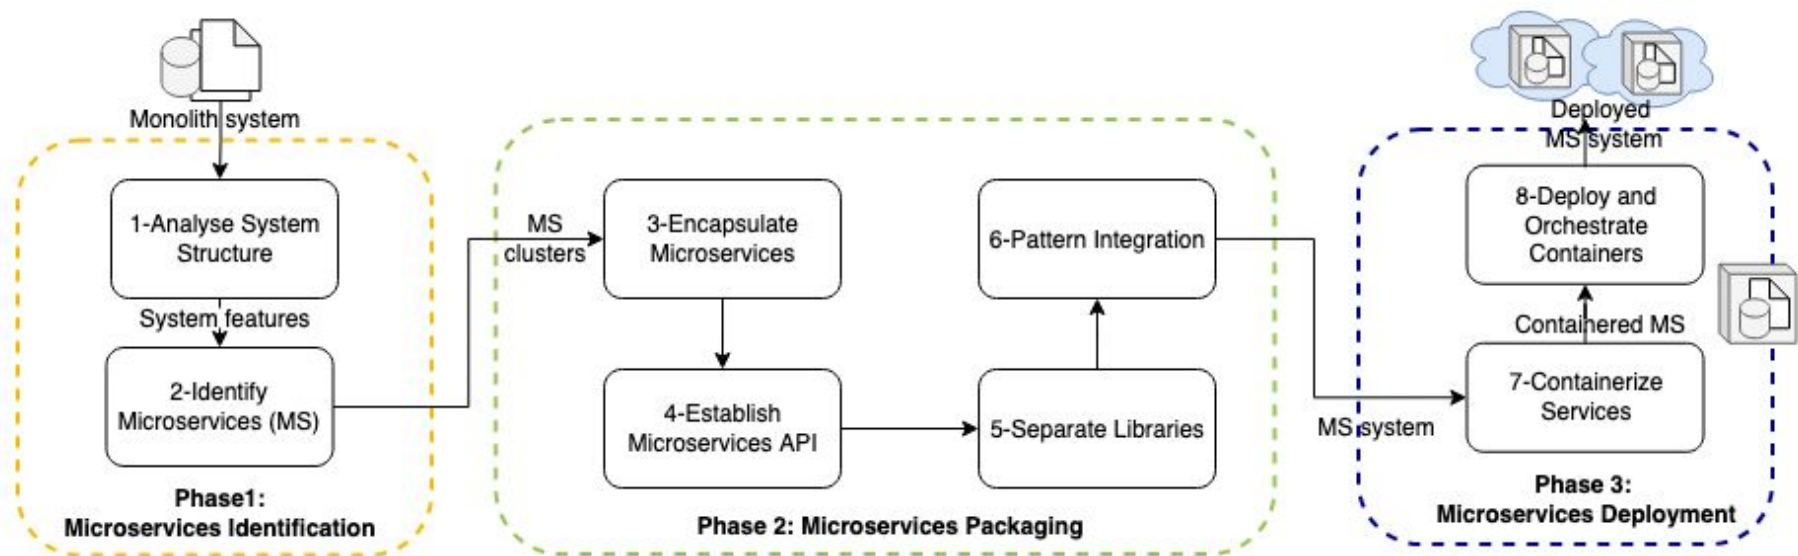 Monolith system
1-Analyse System
Structure
System features
2-Identify
Microservices (MS)
Phase1:
Microservices Identification
MS
clusters
3-Encapsulate
Microservices
4-Establish
Microservices API
5-Separate Libraries
6-Pattern Integration
Phase 2: Microservices Packaging
MS system
7-Containerize
Services
Containered MS
8-Deploy and
Orchestrate
Containers
Deployed
MS system
Phase 3:
Microservices Deployment